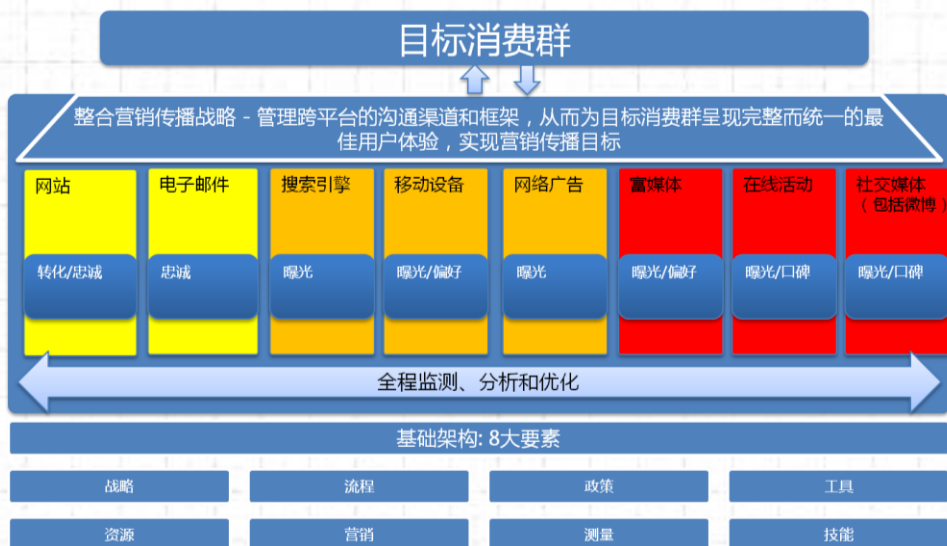 目标消费群
整合营销传播战略 - 管理跨平台的沟通渠道和框架，从而为目标消费群呈现完整而统一的最
佳用户体验，实现营销传播目标
网站
电子邮件
搜索引擎
移动设备
网络广告
富媒体
在线活动
社交媒体
（包括微博）
转化/忠诚
忠诚
曝光
曝光/偏好
曝光
曝光/偏好
曝光/口碑
曝光/口碑
全程监测、分析和优化
基础架构: 8大要素
战略
流程
政策
工具
资源
营销
测量
技能